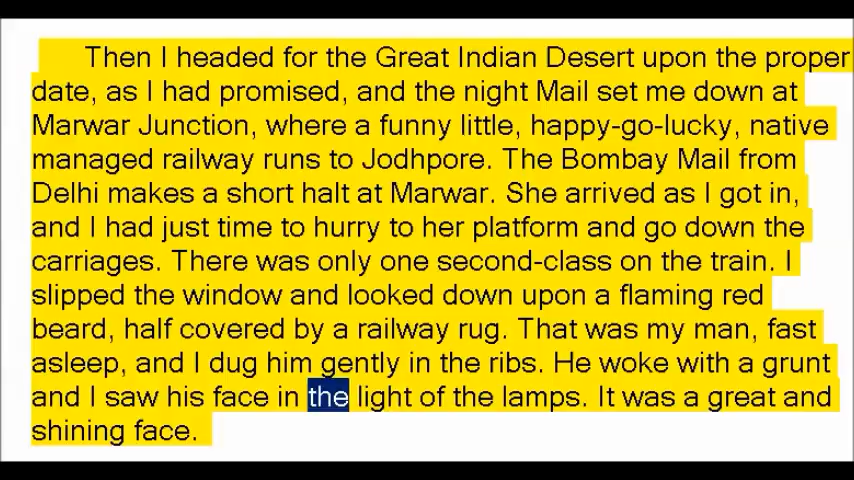 Then I headed for the Great Indian Desert upon the proper
date, as I had promised, and the night Mail set me down at
Marwar Junction, where a funny little, happy-go-lucky, native
managed railway runs to Jodhpore. The Bombay Mail from
Delhi makes a short halt at Marwar. She arrived as I got in,
and I had just time to hurry to her platform and go down the
carriages. There was only one second-class on the train. I
slipped the window and looked down upon a flaming red
beard, half covered by a railway rug. That was my man, fast
asleep, and I dug him gently in the ribs. He woke with a grunt
and I saw his face in the light of the lamps. It was a great and
shining face.